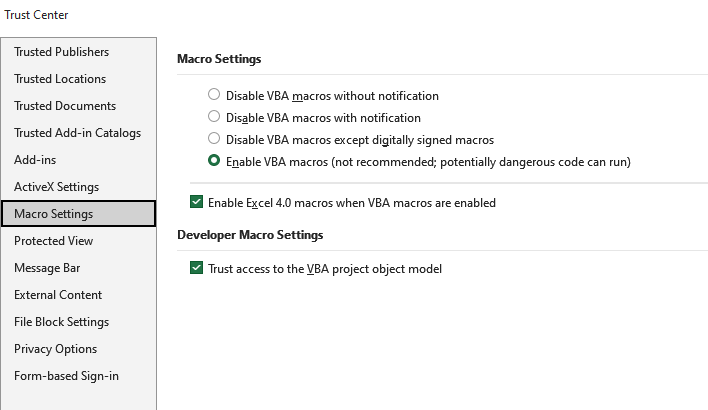 Trust Center
Trusted Publishers
Trusted Locations
Trusted Documents
Trusted Add-in Catalogs
Add-ins
ActiveX Settings
Macro Settings
Protected View
Message Bar
External Content
File Block Settings
Privacy Options
Form-based Sign-in
Macro Settings
Disable VBA macros without notification
Disable VBA macros with notification
Disable VBA macros except digitally signed macros
Enable VBA macros (not recommended; potentially dangerous code can run)
Enable Excel 4.0 macros when VBA macros are enabled
Developer Macro Settings
Trust access to the VBA project object model